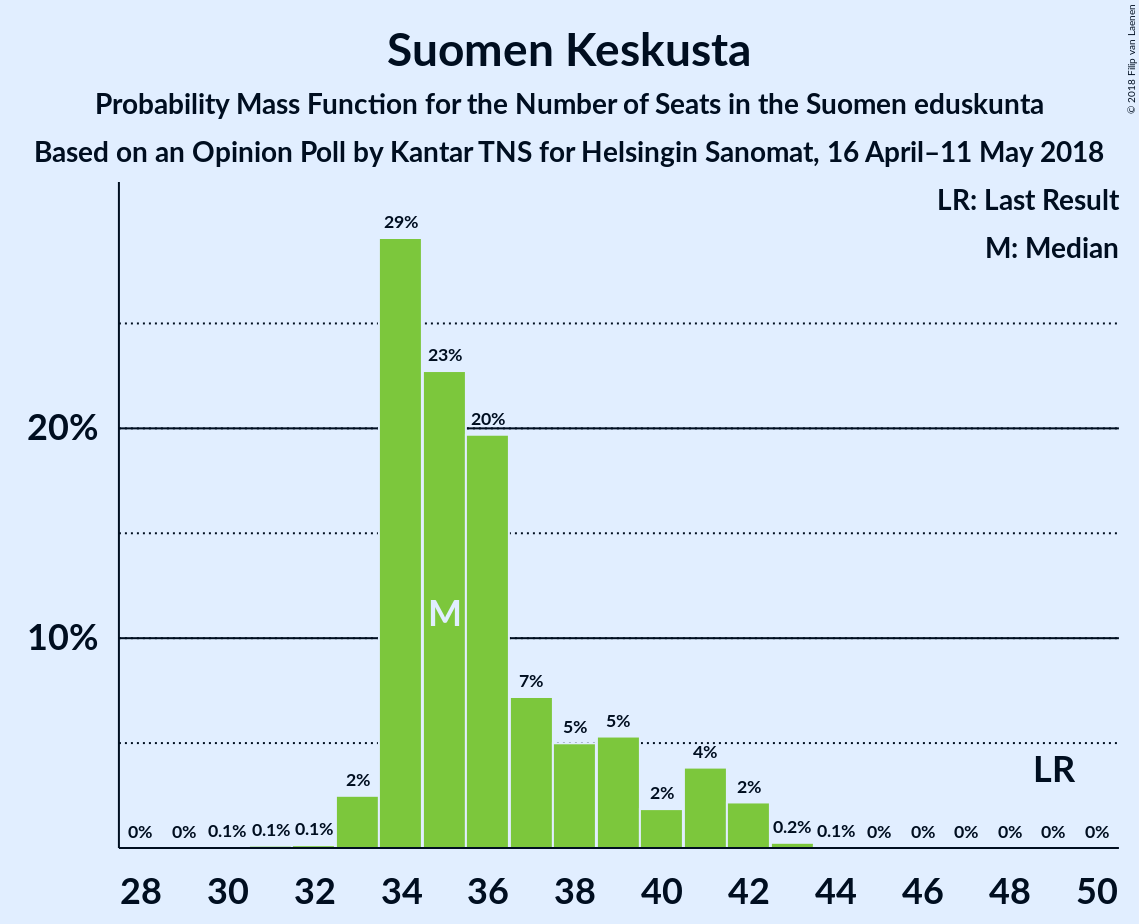 Suomen Keskusta
Probability Mass Function for the Number of Seats in the Suomen eduskunta
Based on an Opinion Poll by Kantar TNS for Helsingin Sanomat, 16 April–11 May 2018
© 2018 Filip van Laenen
LR: Last Result
M: Median
20%
10%
0% 0% 0.1% 0.1% 0.1% 2% 29% 23% 20% 7% 5% 5% 2% 4% 2% 0.2% 0.1% 0% 0% 0% 0% 0% 0%
M
LR
28 30 32 34 36 38 40 42 44 46 48 50